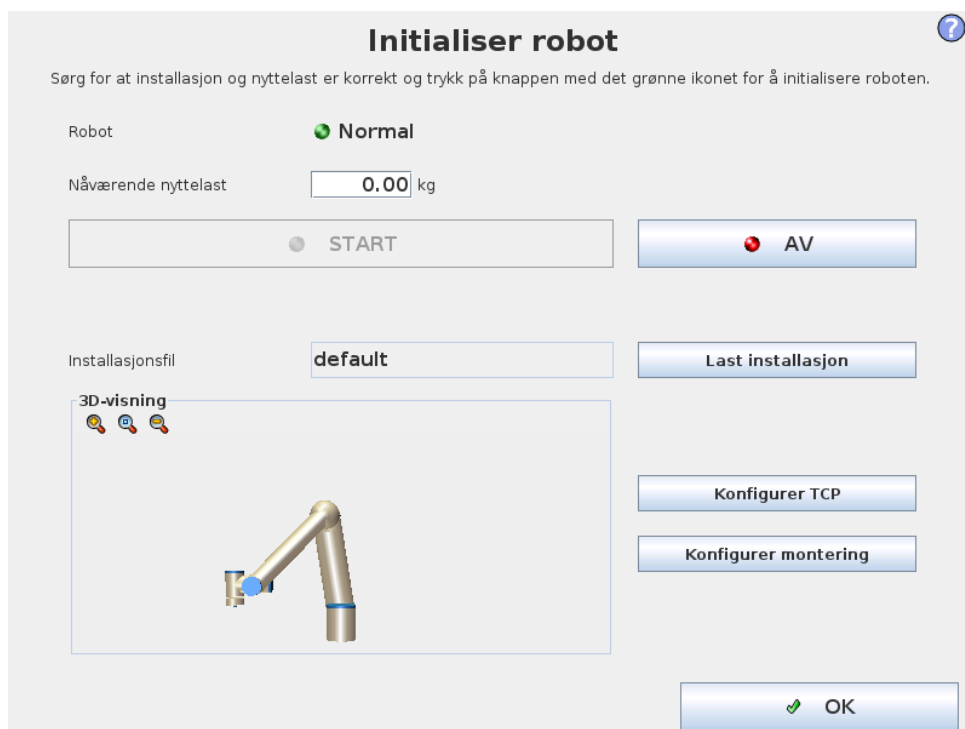 Initialiser robot
?
Sørg for at installasjon og nyttelast er korrekt og trykk på knappen med det grønne ikonet for å initialisere roboten.
Robot
Normal
Nåværende nyttelast
0.00 kg
START
AV
Installasjonsfil
default
Last installasjon
3D-visning
Konfigurer TCP
Konfigurer montering
OK